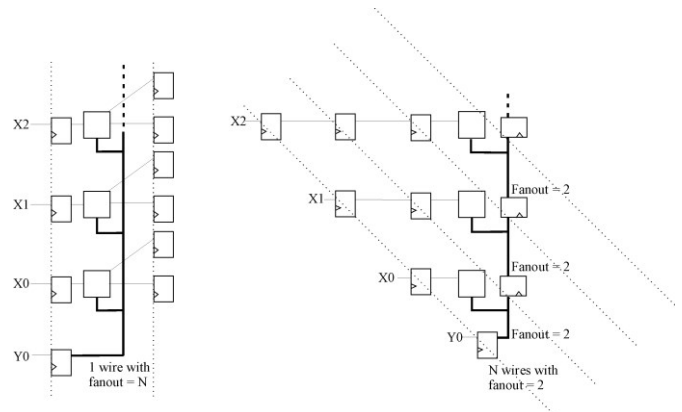 X2
X1
X0
Y0
1 wire with
fanout = N
X2
Fanout = 2
X1
Fanout = 2
X0
Fanout = 2
Y0
N wires with
fanout = 2